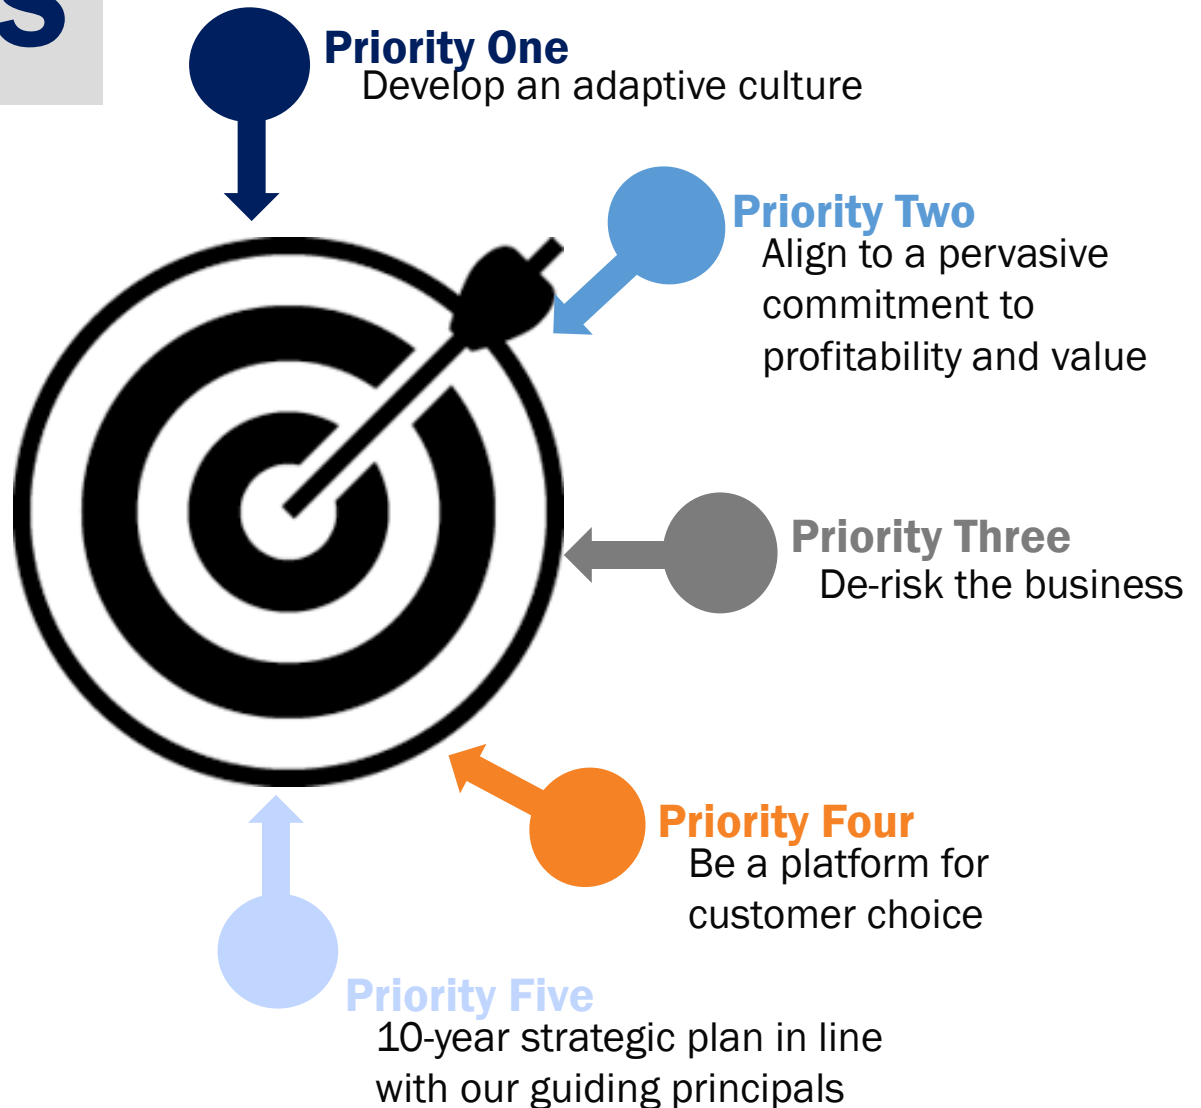 s
Priority One
Develop an adaptive culture
Priority Two
Align to a pervasive
commitment to
profitability and value
Priority Three
De-risk the business
Priority Four
Be a platform for
customer choice
Priority Five
10-year strategic plan in line
with our guiding principals